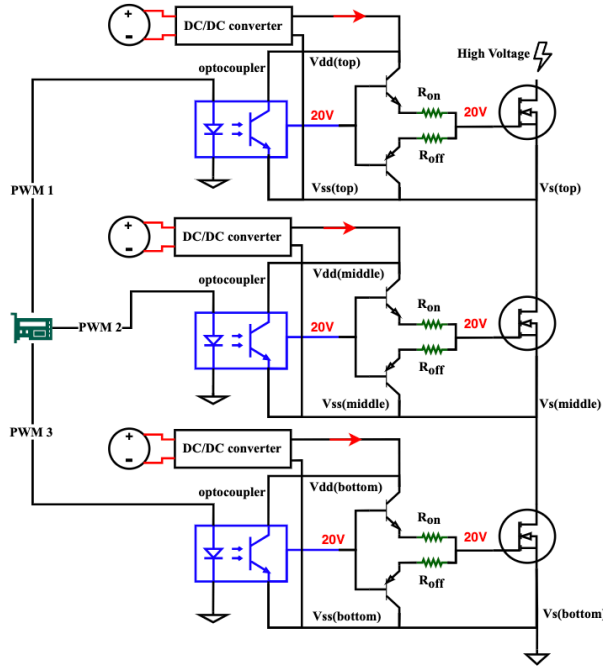 +
-
DC/DC converter
High Voltage
optocoupler
Vdd(top)
Ron
20V
20V
Roff
PWM 1
Vss(top)
Vs(top)
+
-
DC/DC converter
optocoupler
Vdd(middle)
Ron
20V
20V
PWM 2
Roff
Vss(middle)
Vs(middle)
PWM 3
+
-
DC/DC converter
optocoupler
Vdd(bottom)
Ron
20V
20V
Roff
Vss(bottom)
Vs(bottom)